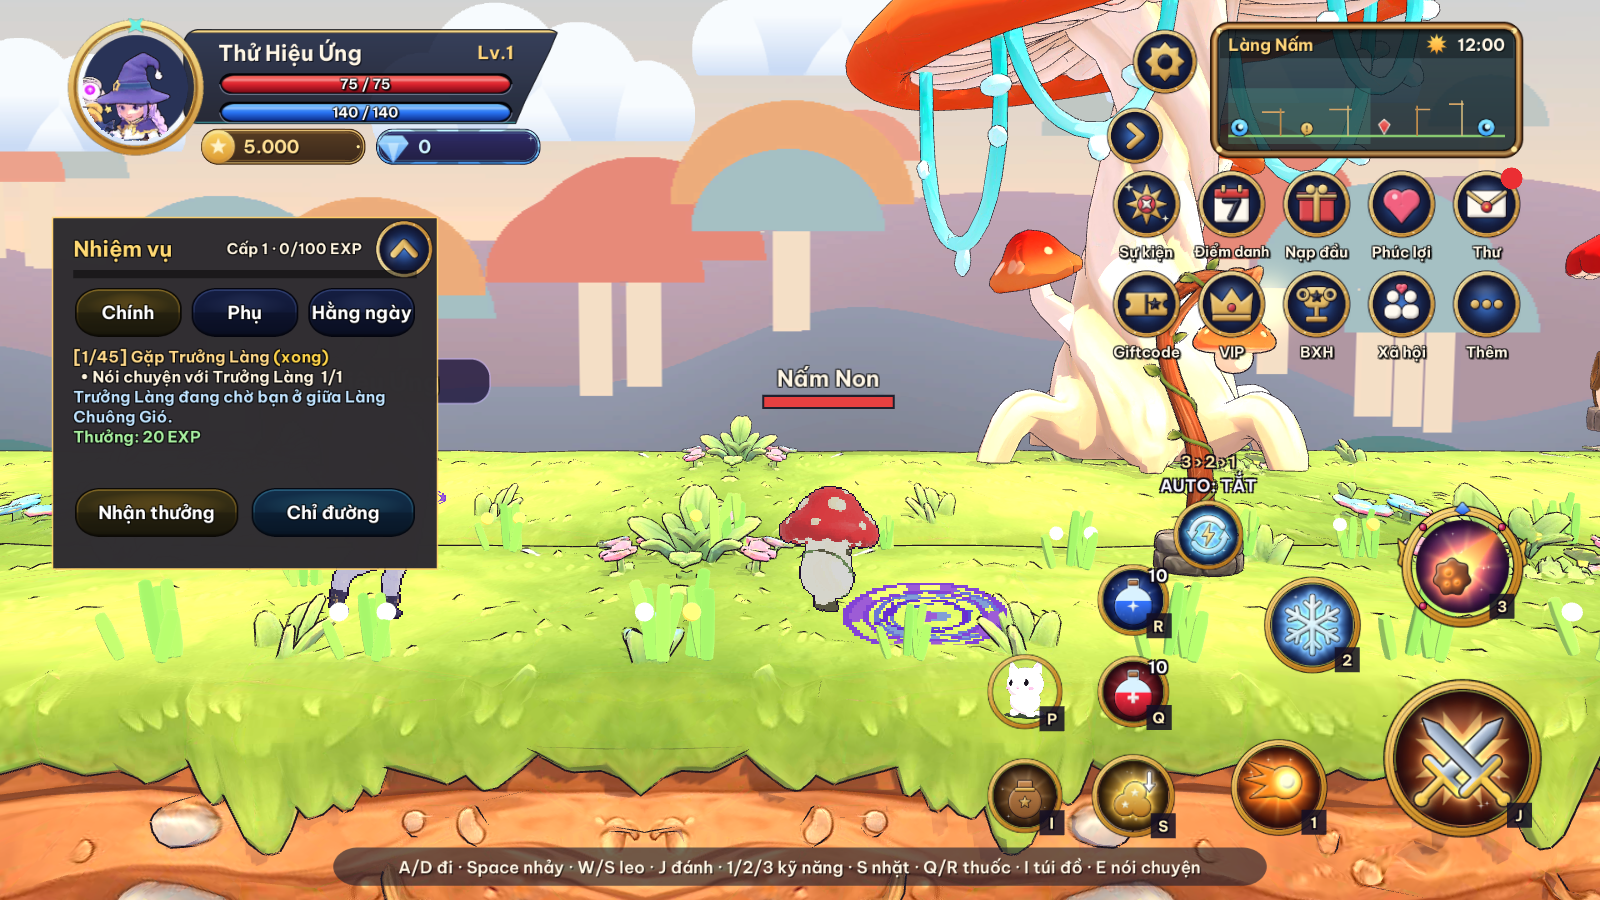 Thử Hiệu Ứng
Lv.1
75 / 75
140 / 140
5.000
0
Làng Nấm
12:00
Sự kiện
7
Điểm danh
Nạp đầu
Phúc lợi
Thư
Giftcode
VIP
BXH
Xã hội
Thêm
Nhiệm vụ
Cấp 1 · 0/100 EXP
Chính
Phụ
Hằng ngày
[1/45] Gặp Trưởng Làng (xong)
• Nói chuyện với Trưởng Làng 1/1
Trưởng Làng đang chờ bạn ở giữa Làng
Chuông Gió.
Thưởng: 20 EXP
Nhận thưởng
Chỉ đường
Nấm Non
3›2›1
AUTO: TẮT
10
R
3
2
10
Q
P
I
S
1
J
A/D đi · Space nhảy · W/S leo · J đánh · 1/2/3 kỹ năng · S nhặt · Q/R thuốc · I túi đồ · E nói chuyện